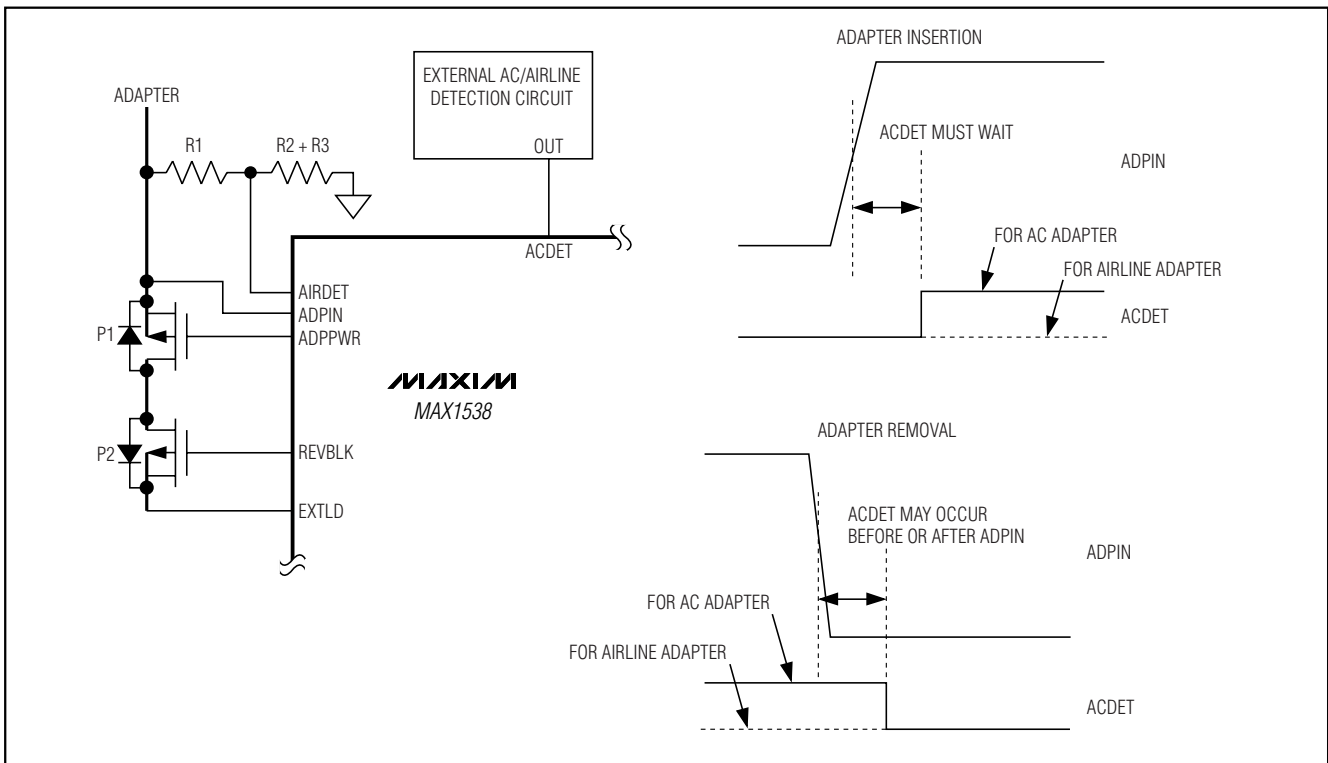 ADAPTER
R1
R2 + R3
EXTERNAL AC/AIRLINE
DETECTION CIRCUIT
OUT
ACDET
AIRDET
ADPIN
ADPPWR
P1
MAXIM
MAX1538
P2
REVBLK
EXTLD
ADAPTER INSERTION
ACDET MUST WAIT
ADPIN
FOR AC ADAPTER
FOR AIRLINE ADAPTER
ACDET
ADAPTER REMOVAL
ACDET MAY OCCUR
BEFORE OR AFTER ADPIN
ADPIN
FOR AC ADAPTER
FOR AIRLINE ADAPTER
ACDET